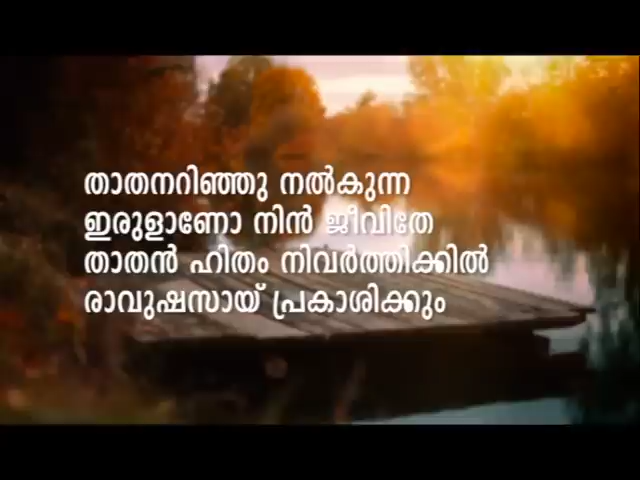 താതനറിഞ്ഞു നൽകുന്ന
ഇരുളാണോ നിൻ ജീവിതേ
താതൻ ഹിതം നിവർത്തിക്കിൽ
രാവുഷസായ് പ്രകാശിക്കും